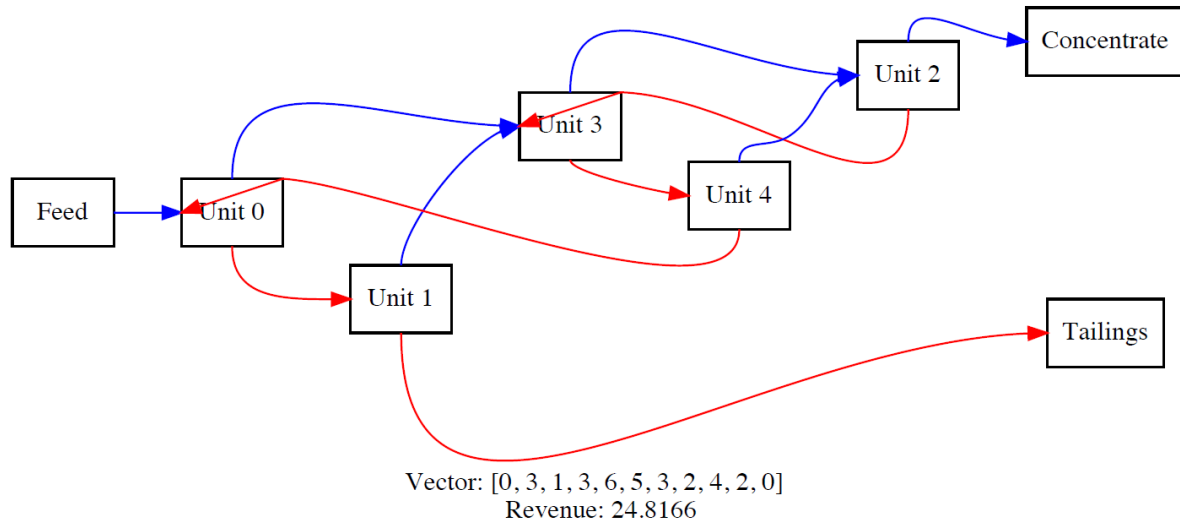 Concentrate
Unit 2
Unit 3
Unit 4
Feed
Unit 0
Unit 1
Tailings
Vector: [0, 3, 1, 3, 6, 5, 3, 2, 4, 2, 0]
Revenue: 24.8166